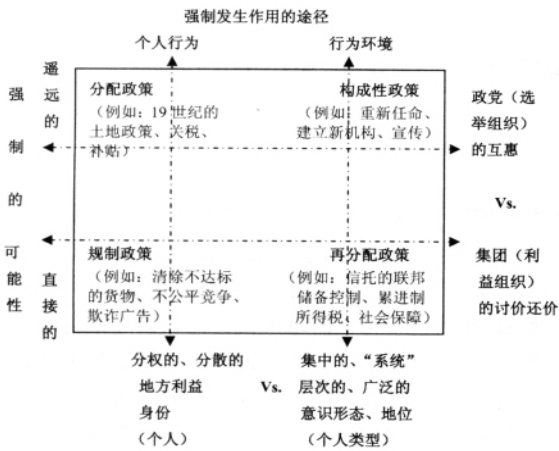 强制发生作用的途径
个人行为 行为环境
强制的可能性
遥远的
分配政策
（例如：19 世纪的
土地政策、关税、
补贴）
构成性政策
（例如：重新任命、
建立新机构、宣传）
政党（选
举组织）
的互惠
Vs.
直接的
规制政策
（例如：清除不达标
的货物、不公平竞争、
欺诈广告）
再分配政策
（例如：信托的联邦
储备控制、累进制
所得税、社会保障）
集团（利
益组织）
的讨价还价
分权的、分散的
地方利益
身份
（个人）
Vs.
集中的、“系统”
层次的、广泛的
意识形态、地位
（个人类型）